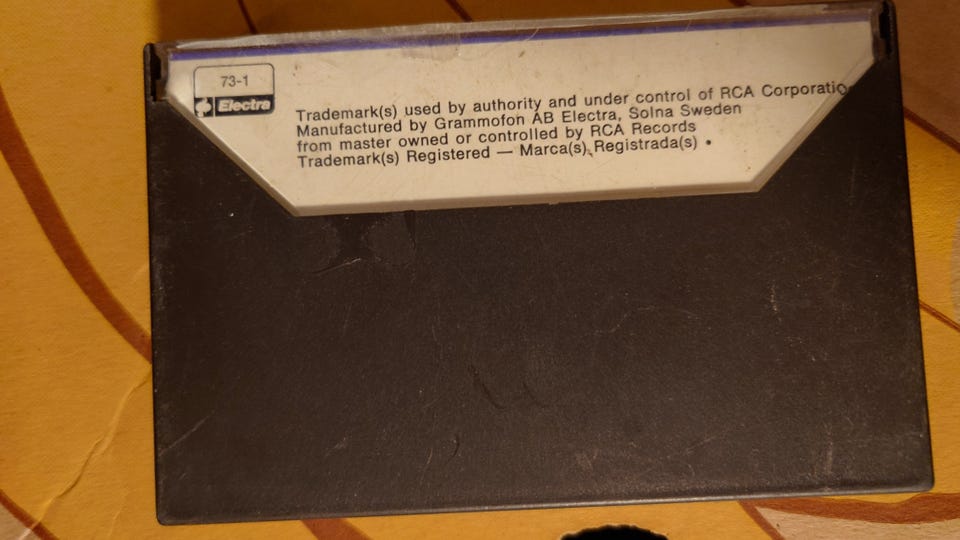 73-1
Electra
Trademark(s) used by authority and under control of RCA Corporatio
Manufactured by Grammofon AB Electra, Solna Sweden
from master owned or controlled by RCA Records
Trademark(s) Registered — Marca(s) Registrada(s) •